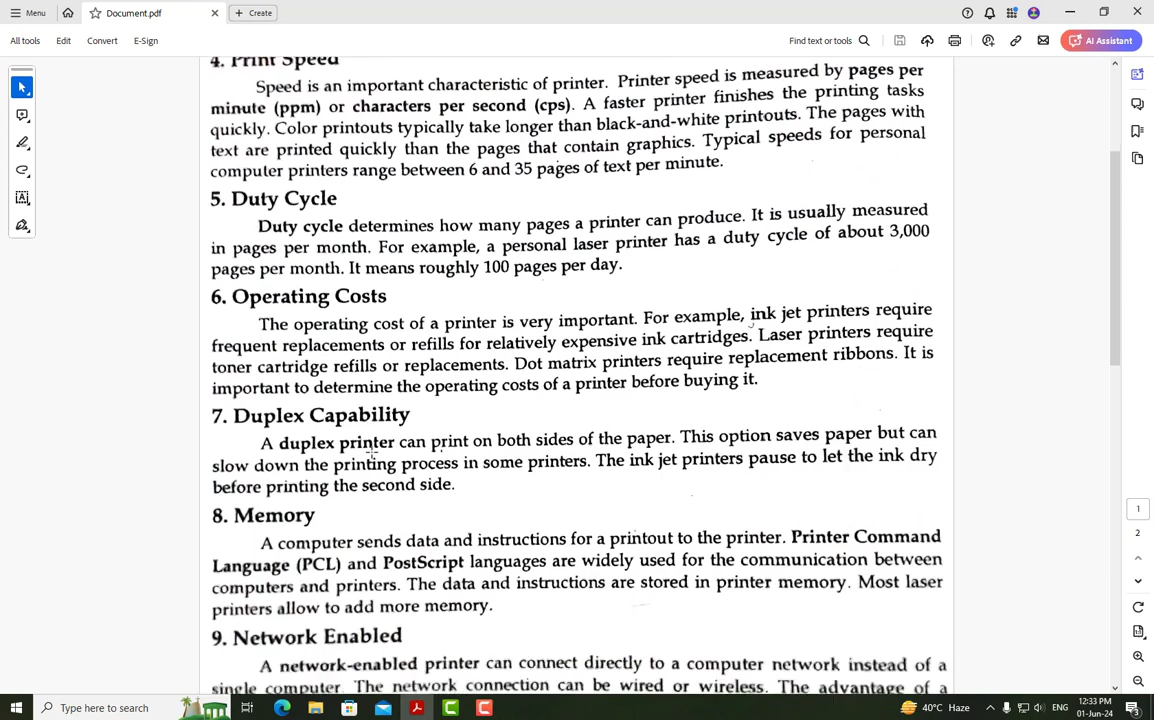 Menu
Document.pdf
Create
All tools
Edit
Convert
E-Sign
Find text or tools
AI Assistant
4. Print Speed
Speed is an important characteristic of printer. Printer speed is measured by pages per
minute (ppm) or characters per second (cps). A faster printer finishes the printing tasks
quickly. Color printouts typically take longer than black-and-white printouts. The pages with
text are printed quickly than the pages that contain graphics. Typical speeds for personal
computer printers range between 6 and 35 pages of text per minute.
5. Duty Cycle
Duty cycle determines how many pages a printer can produce. It is usually measured
in pages per month. For example, a personal laser printer has a duty cycle of about 3,000
pages per month. It means roughly 100 pages per day.
6. Operating Costs
The operating cost of a printer is very important. For example, ink jet printers require
frequent replacements or refills for relatively expensive ink cartridges. Laser printers require
toner cartridge refills or replacements. Dot matrix printers require replacement ribbons. It is
important to determine the operating costs of a printer before buying it.
7. Duplex Capability
A duplex printer can print on both sides of the paper. This option saves paper but can
slow down the printing process in some printers. The ink jet printers pause to let the ink dry
before printing the second side.
8. Memory
A computer sends data and instructions for a printout to the printer. Printer Command
Language (PCL) and PostScript languages are widely used for the communication between
computers and printers. The data and instructions are stored in printer memory. Most laser
printers allow to add more memory.
9. Network Enabled
A network-enabled printer can connect directly to a computer network instead of a
single computer. The network connection can be wired or wireless. The advantage of a
1
2
Type here to search
40°C Haze
ENG
12:33 PM
01-Jun-24
3